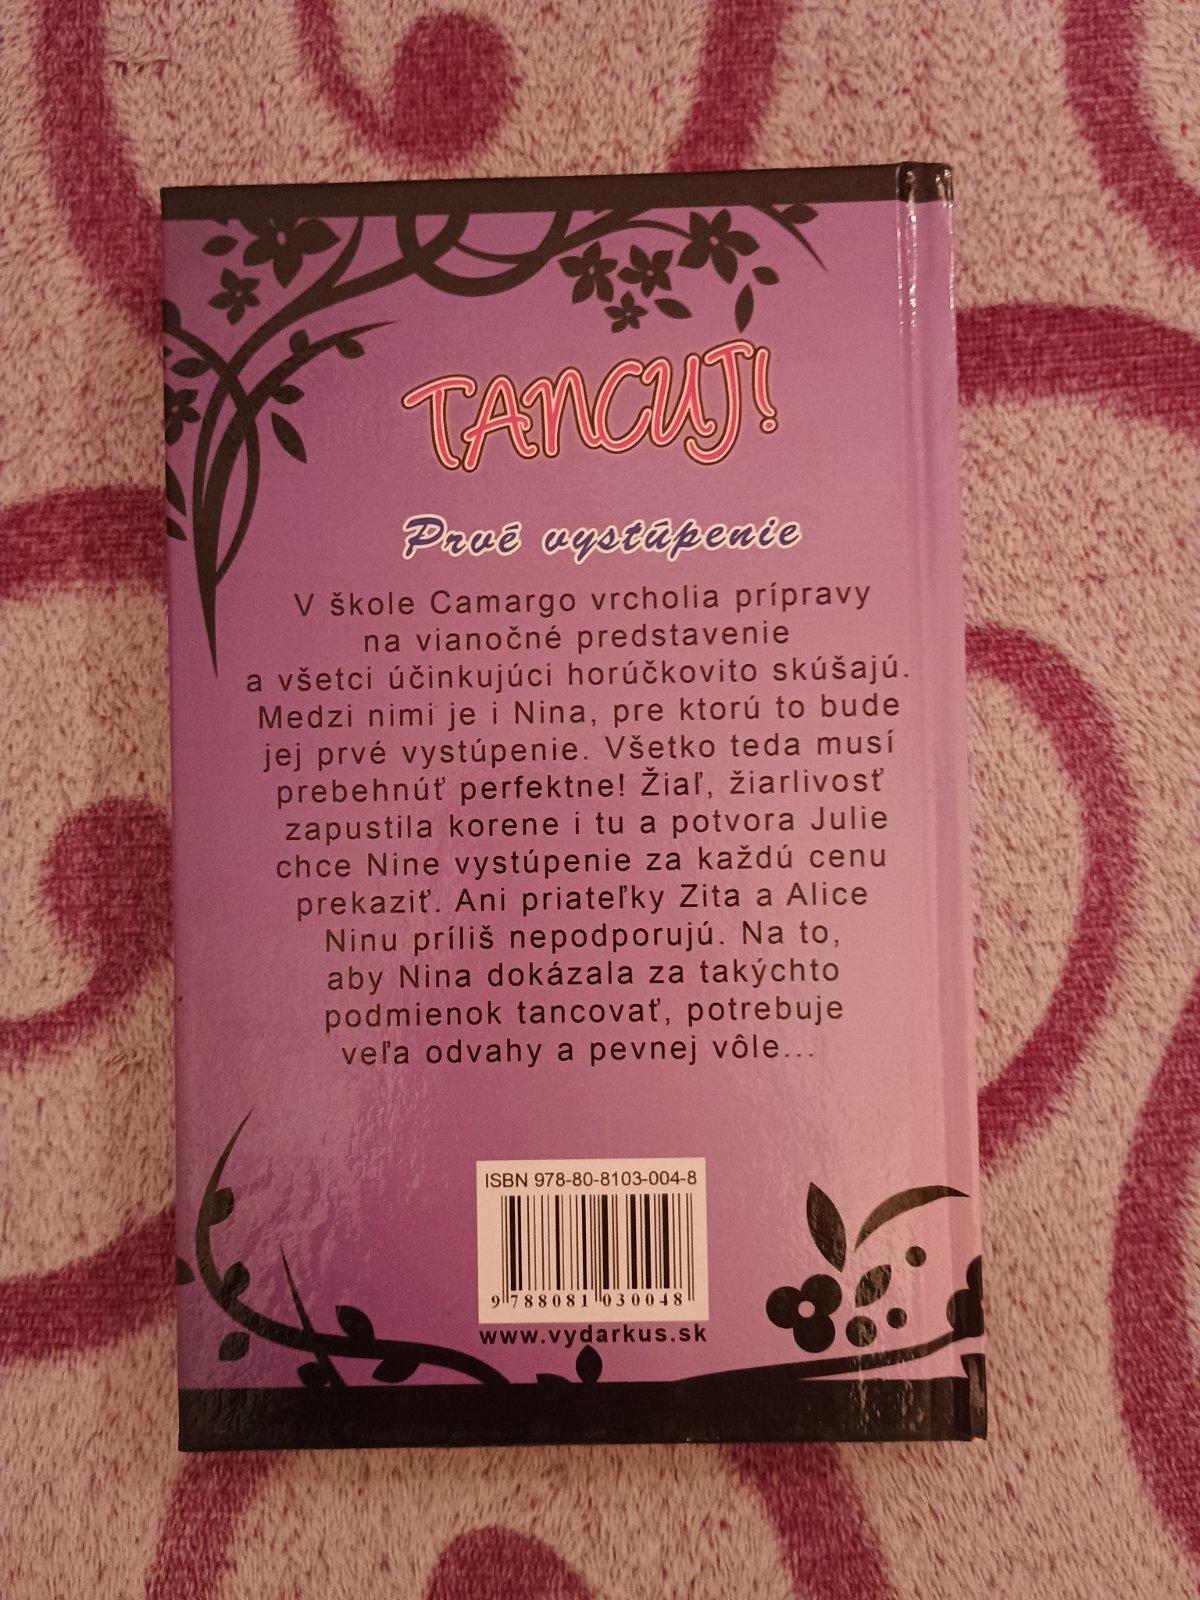 TANCUJ!
Prvé vystúpenie
V škole Camargo vrcholia prípravy
na vianočné predstavenie
a všetci účinkujúci horúčkovito skúšajú.
Medzi nimi je i Nina, pre ktorú to bude
jej prvé vystúpenie. Všetko teda musí
prebehnúť perfektne! Žiaľ, žiarlivosť
zapustila korene i tu a potvora Julie
chce Nine vystúpenie za každú cenu
prekaziť. Ani priateľky Zita a Alice
Ninu príliš nepodporujú. Na to,
aby Nina dokázala za takýchto
podmienok tancovať, potrebuje
veľa odvahy a pevnej vôle...
ISBN 978-80-8103-004-8
9 788081 030048
www.vydarkus.sk